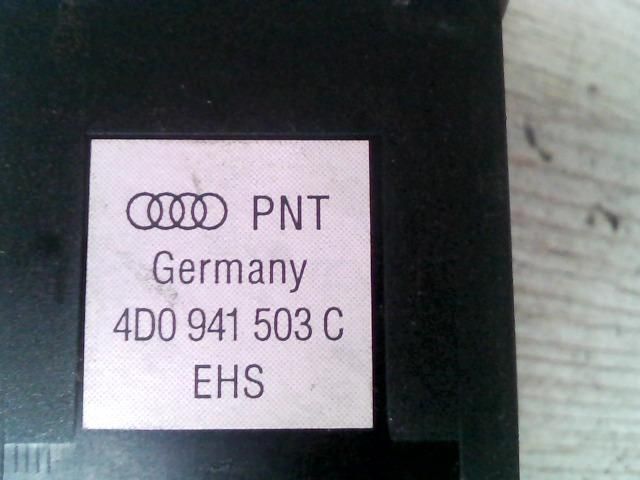 PNT
Germany
4D0 941 503 C
EHS